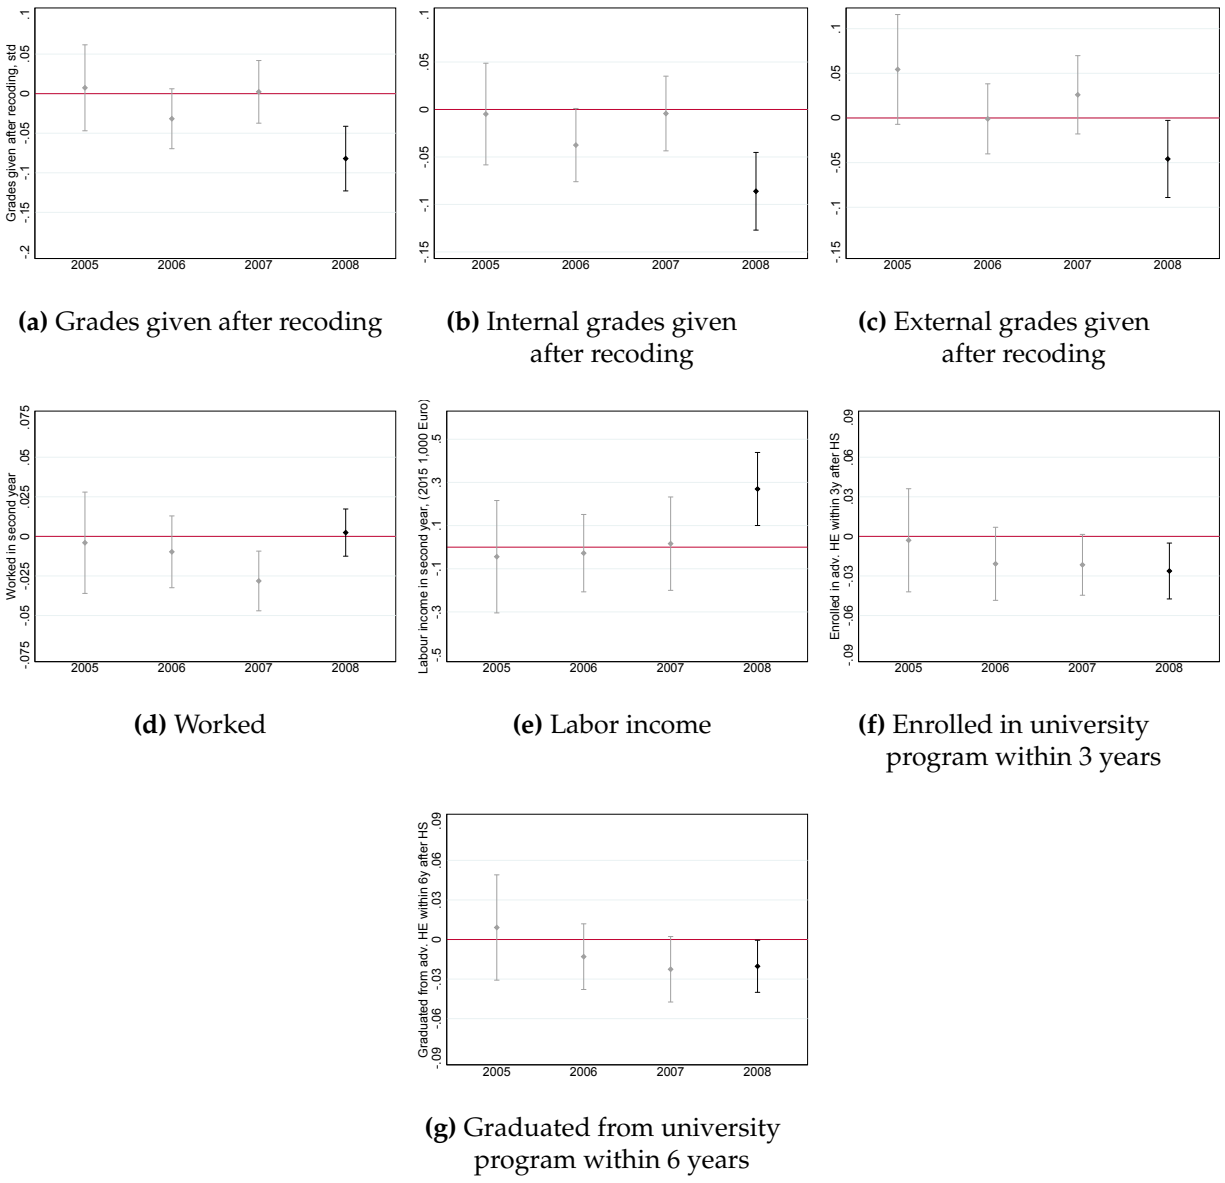 Grades given after recoding, std
.1
.05
0
-.05
-.1
-.15
-.2
2005 2006 2007 2008
.1
.05
0
-.05
-.1
-.15
2005 2006 2007 2008
.1
.05
0
-.05
-.1
-.15
2005 2006 2007 2008
(a) Grades given after recoding
(b) Internal grades given
after recoding
(c) External grades given
after recoding
Worked in second year
.075
.05
.025
0
-.025
-.05
-.075
2005 2006 2007 2008
Labour income in second year, (2015 1,000 Euro)
.5
.3
.1
-.1
-.3
-.5
2005 2006 2007 2008
Enrolled in adv. HE within 3y after HS
.09
.06
.03
0
-.03
-.06
-.09
2005 2006 2007 2008
(d) Worked
(e) Labor income
(f) Enrolled in university
program within 3 years
Graduated from adv. HE within 6y after HS
.09
.06
.03
0
-.03
-.06
-.09
2005 2006 2007 2008
(g) Graduated from university
program within 6 years